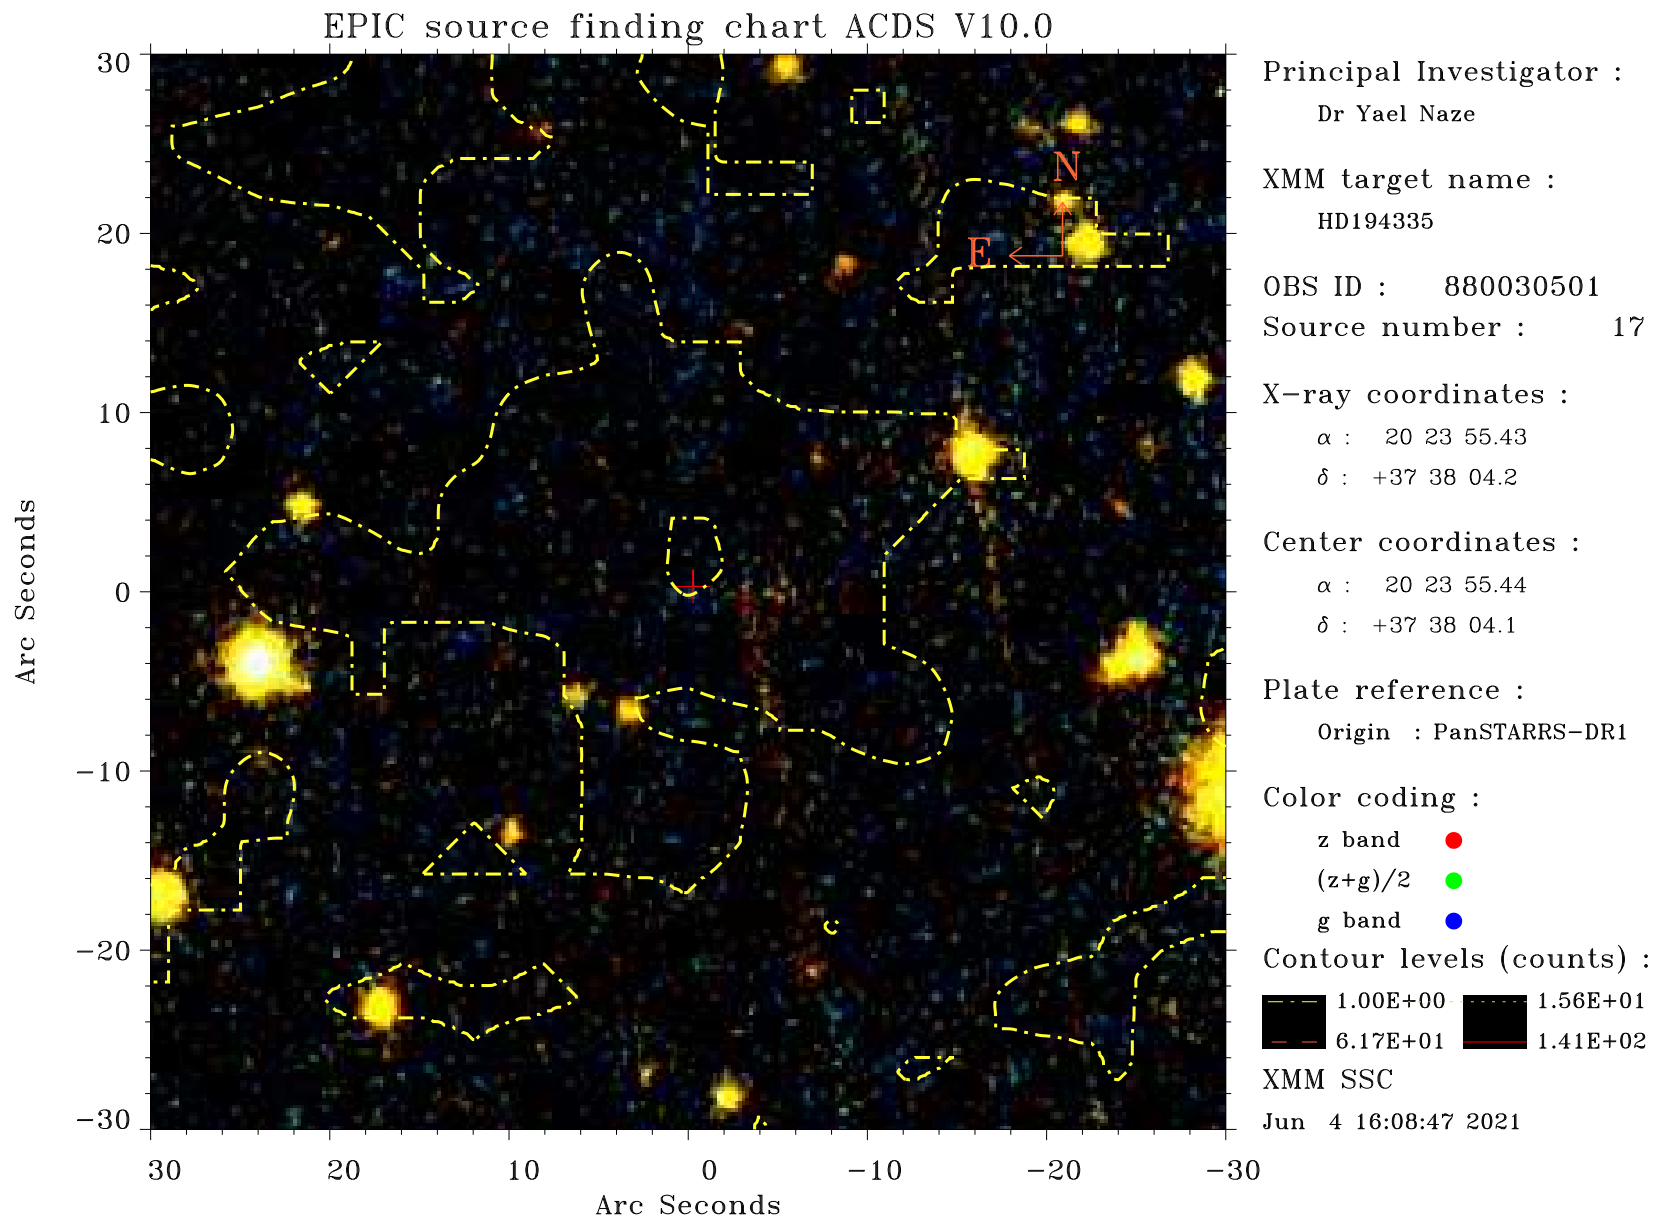 EPIC source finding chart ACDS V10.0
30
20
10
0
−10
−20
−30
Arc Seconds
30
20
10
0
−10
−20
−30
Arc Seconds
N
E
Principal Investigator :
Dr Yael Naze
XMM target name :
HD194335
OBS ID : 880030501
Source number : 17
X−ray coordinates :
α : 20 23 55.43
δ : +37 38 04.2
Center coordinates :
α : 20 23 55.44
δ : +37 38 04.1
Plate reference :
Origin : PanSTARRS−DR1
Color coding :
z band
(z+g)/2
g band
Contour levels (counts) :
1.00E+00 1.56E+01
6.17E+01 1.41E+02
XMM SSC
Jun 4 16:08:47 2021